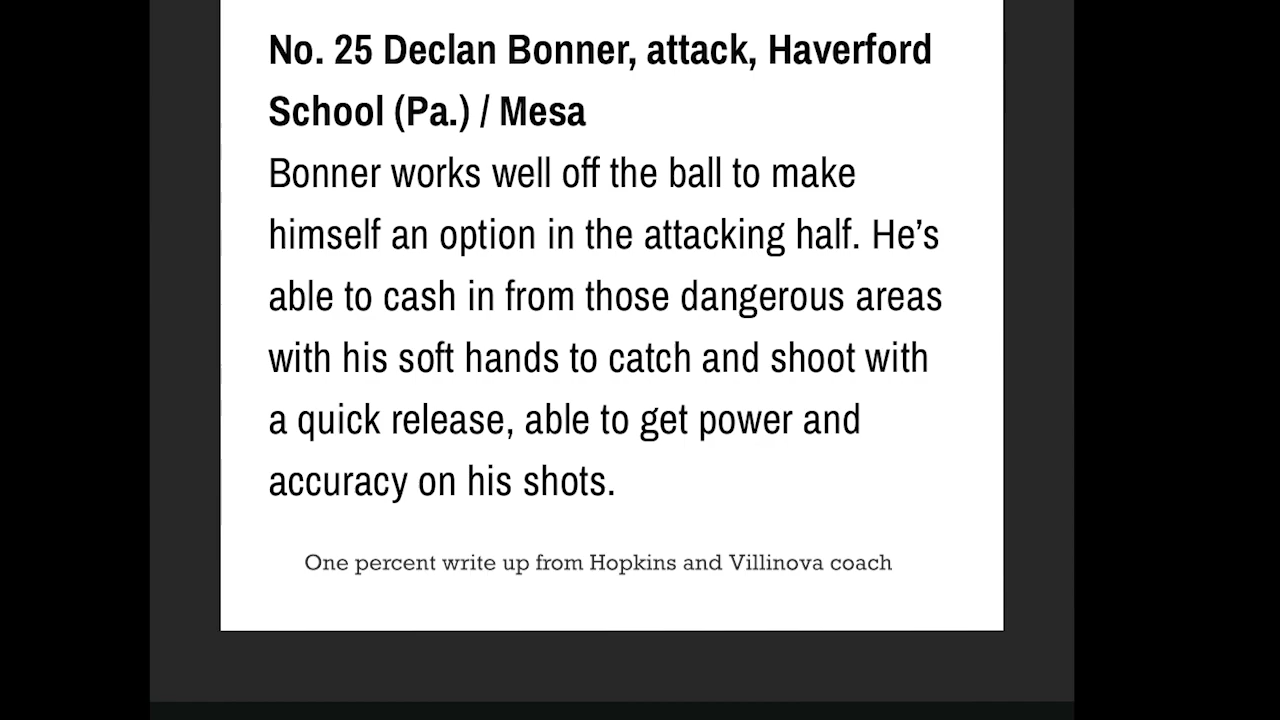 No. 25 Declan Bonner, attack, Haverford
School (Pa.) / Mesa
Bonner works well off the ball to make
himself an option in the attacking half. He’s
able to cash in from those dangerous areas
with his soft hands to catch and shoot with
a quick release, able to get power and
accuracy on his shots.
One percent write up from Hopkins and Villinova coach